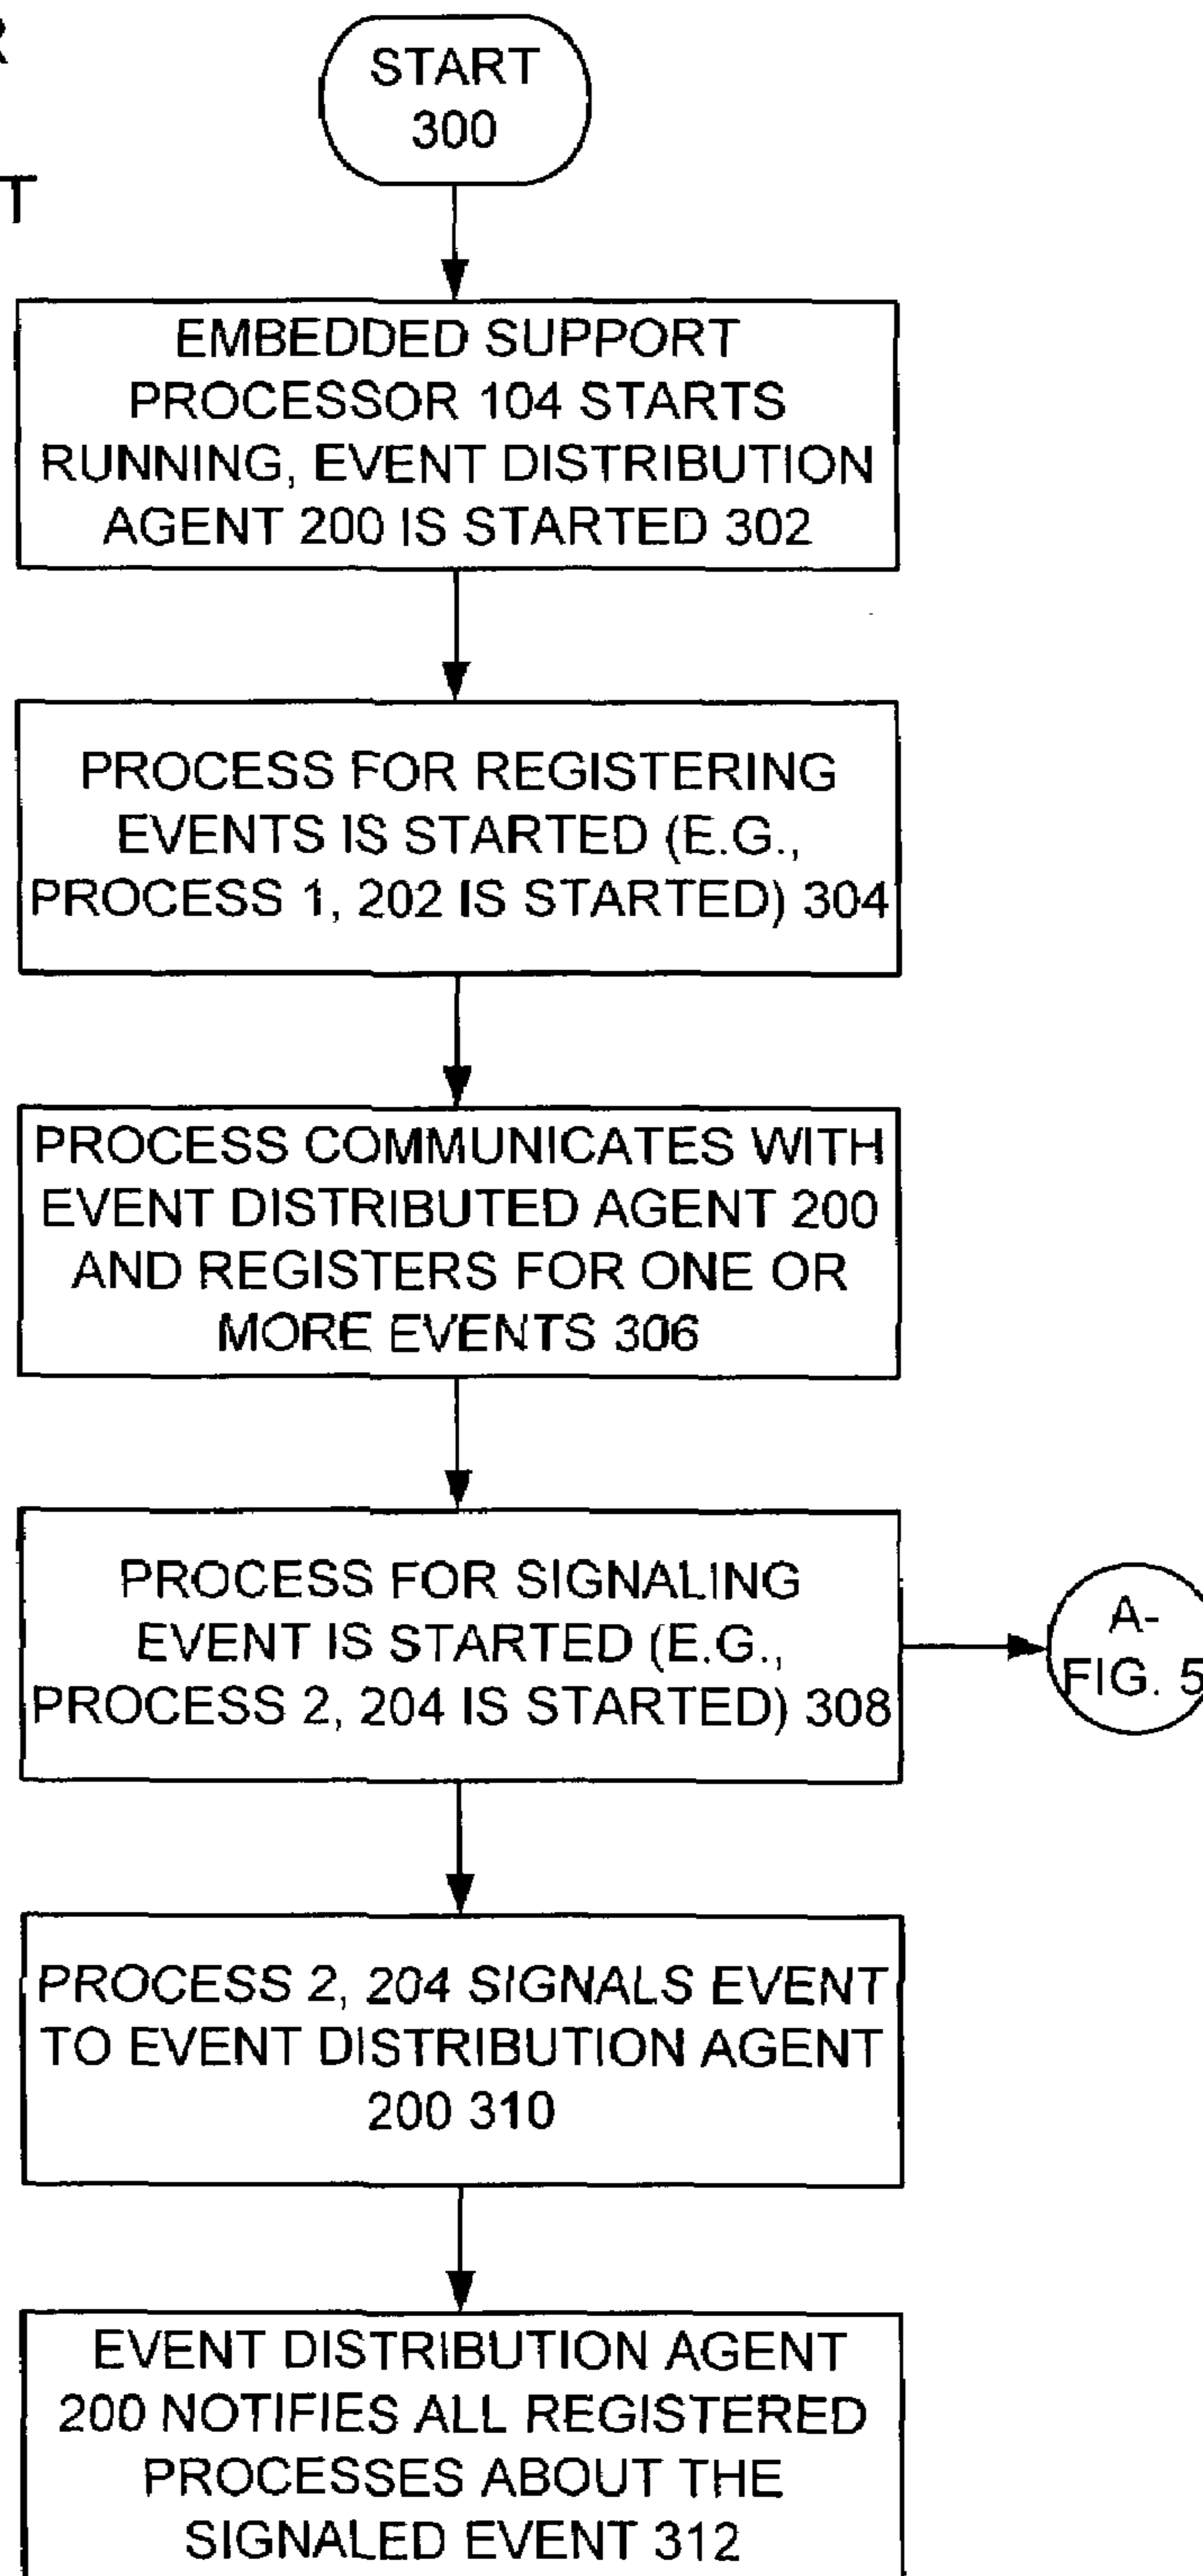 R
T
START
300
EMBEDDED SUPPORT
PROCESSOR 104 STARTS
RUNNING, EVENT DISTRIBUTION
AGENT 200 IS STARTED 302
PROCESS FOR REGISTERING
EVENTS IS STARTED (E.G.,
PROCESS 1, 202 IS STARTED) 304
PROCESS COMMUNICATES WITH
EVENT DISTRIBUTED AGENT 200
AND REGISTERS FOR ONE OR
MORE EVENTS 306
PROCESS FOR SIGNALING
EVENT IS STARTED (E.G.,
PROCESS 2, 204 IS STARTED) 308
A-
FIG. 5
PROCESS 2, 204 SIGNALS EVENT
TO EVENT DISTRIBUTION AGENT
200 310
EVENT DISTRIBUTION AGENT
200 NOTIFIES ALL REGISTERED
PROCESSES ABOUT THE
SIGNALED EVENT 312